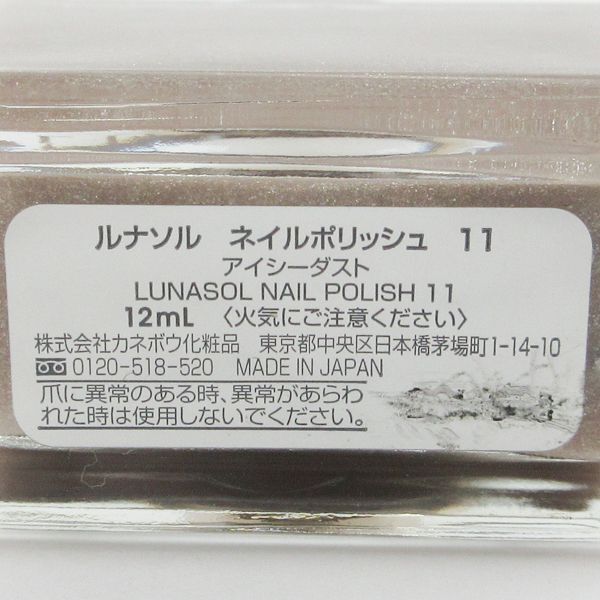 ルナソル ネイルポリッシュ 11
アイシーダスト
LUNASOL NAIL POLISH 11
12mL 〈火気にご注意ください〉
株式会社カネボウ化粧品 東京都中央区日本橋茅場町1-14-10
0120-518-520 MADE IN JAPAN
爪に異常のある時、異常があらわ
れた時は使用しないでください。